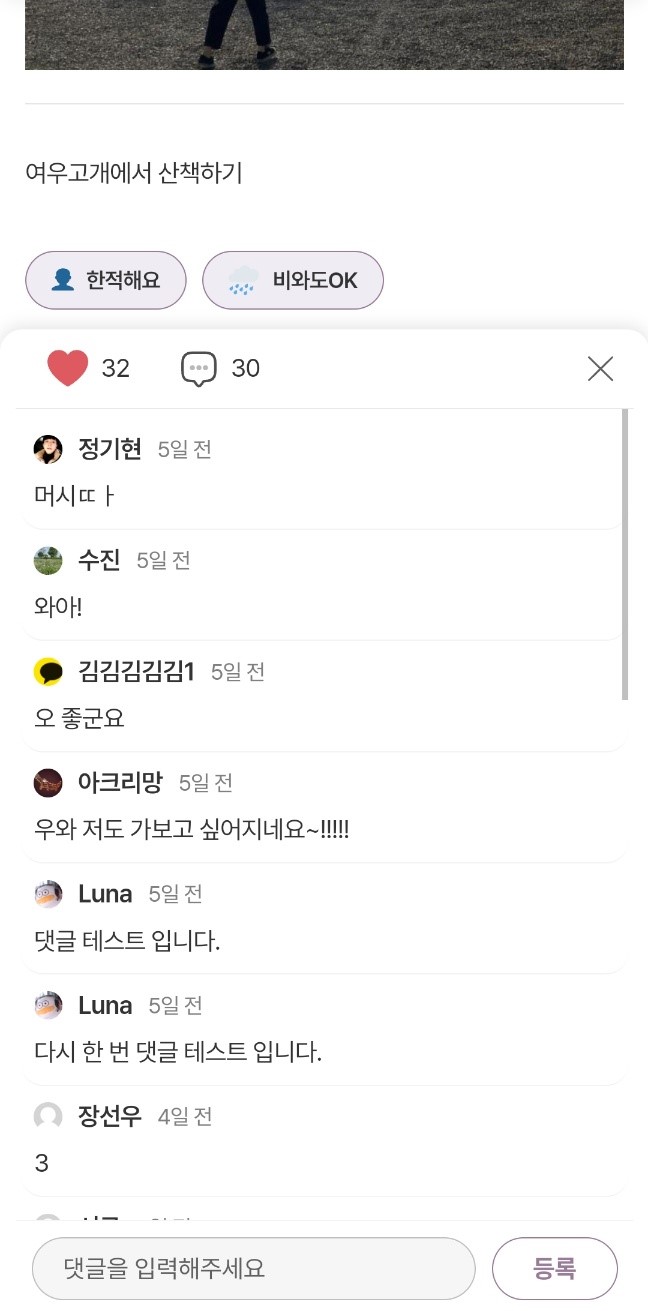 여우고개에서 산책하기
한적해요 비와도OK
32 30
정기현 5일 전
머시ㄸㅏ
수진 5일 전
와아!
김김김김김1 5일 전
오 좋군요
아크리망 5일 전
우와 저도 가보고 싶어지네요~!!!!!
Luna 5일 전
댓글 테스트 입니다.
Luna 5일 전
다시 한 번 댓글 테스트 입니다.
장선우 4일 전
3
댓글을 입력해주세요 등록